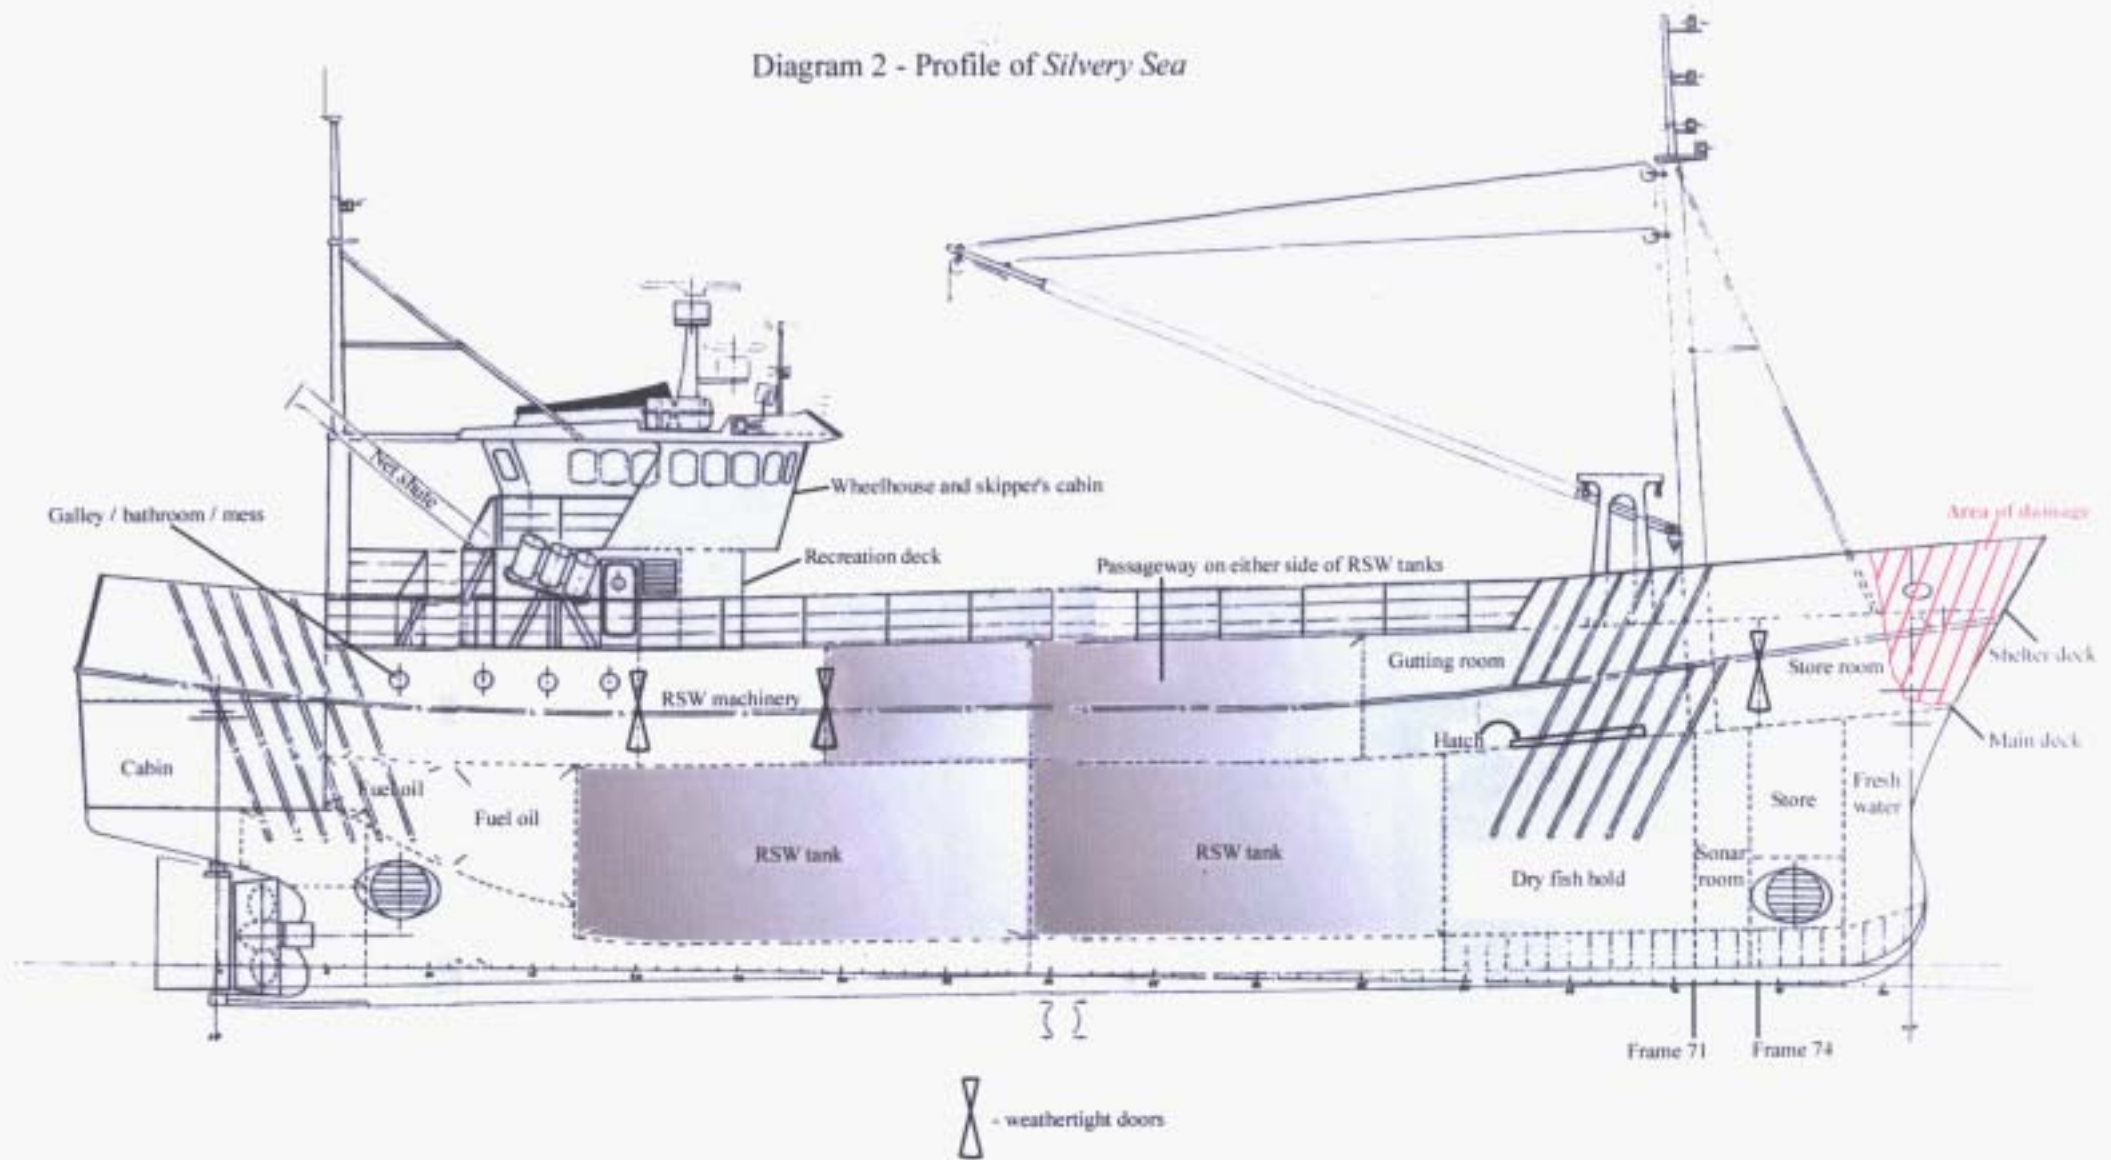 Diagram 2 - Profile of Silvery Sea
Net shute
Wheelhouse and skipper's cabin
Galley / bathroom / mess
Area of damage
Recreation deck
Passageway on either side of RSW tanks
Gutting room
Store room
Shelter deck
RSW machinery
Hatch
Main deck
Cabin
Fuel oil
Fuel oil
Store
Fresh
water
RSW tank
RSW tank
Dry fish hold
Sonar
room
Frame 71
Frame 74
- weathertight doors